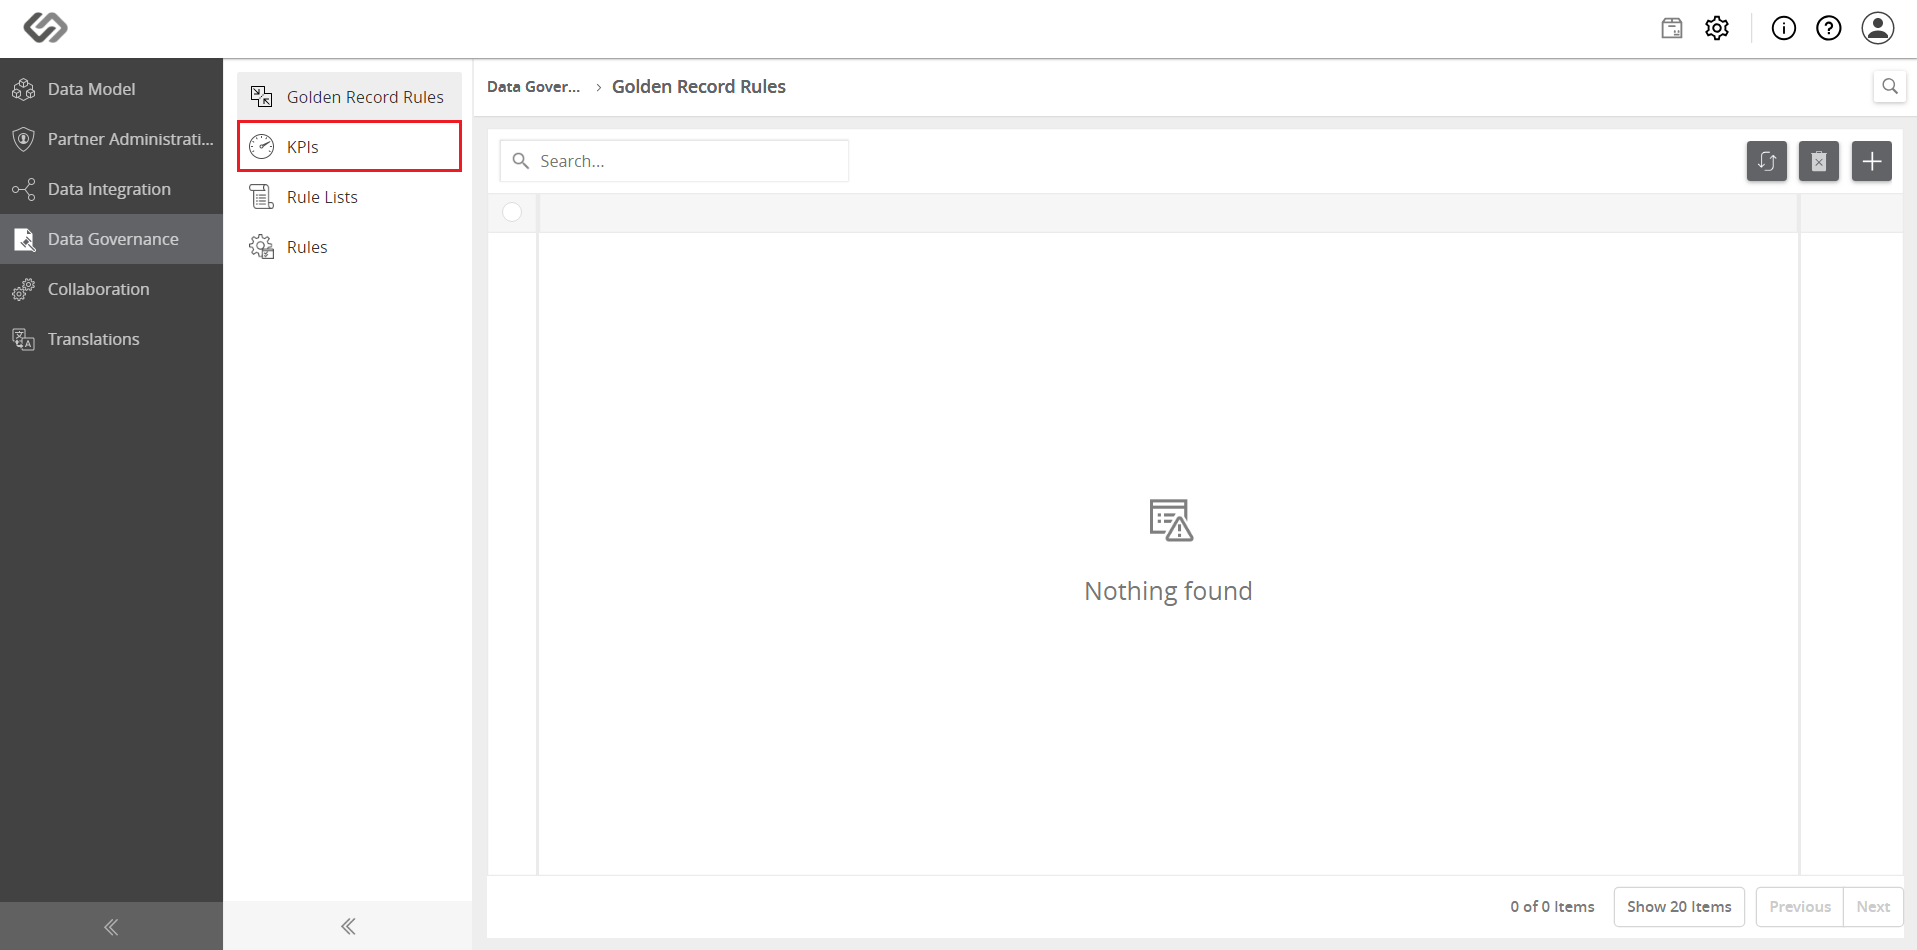 Data Model
Partner Administrati...
Data Integration
Data Governance
Collaboration
Translations
Golden Record Rules
KPIs
Rule Lists
Rules
Data Gover... › Golden Record Rules
Search...
Nothing found
0 of 0 Items Show 20 Items Previous Next